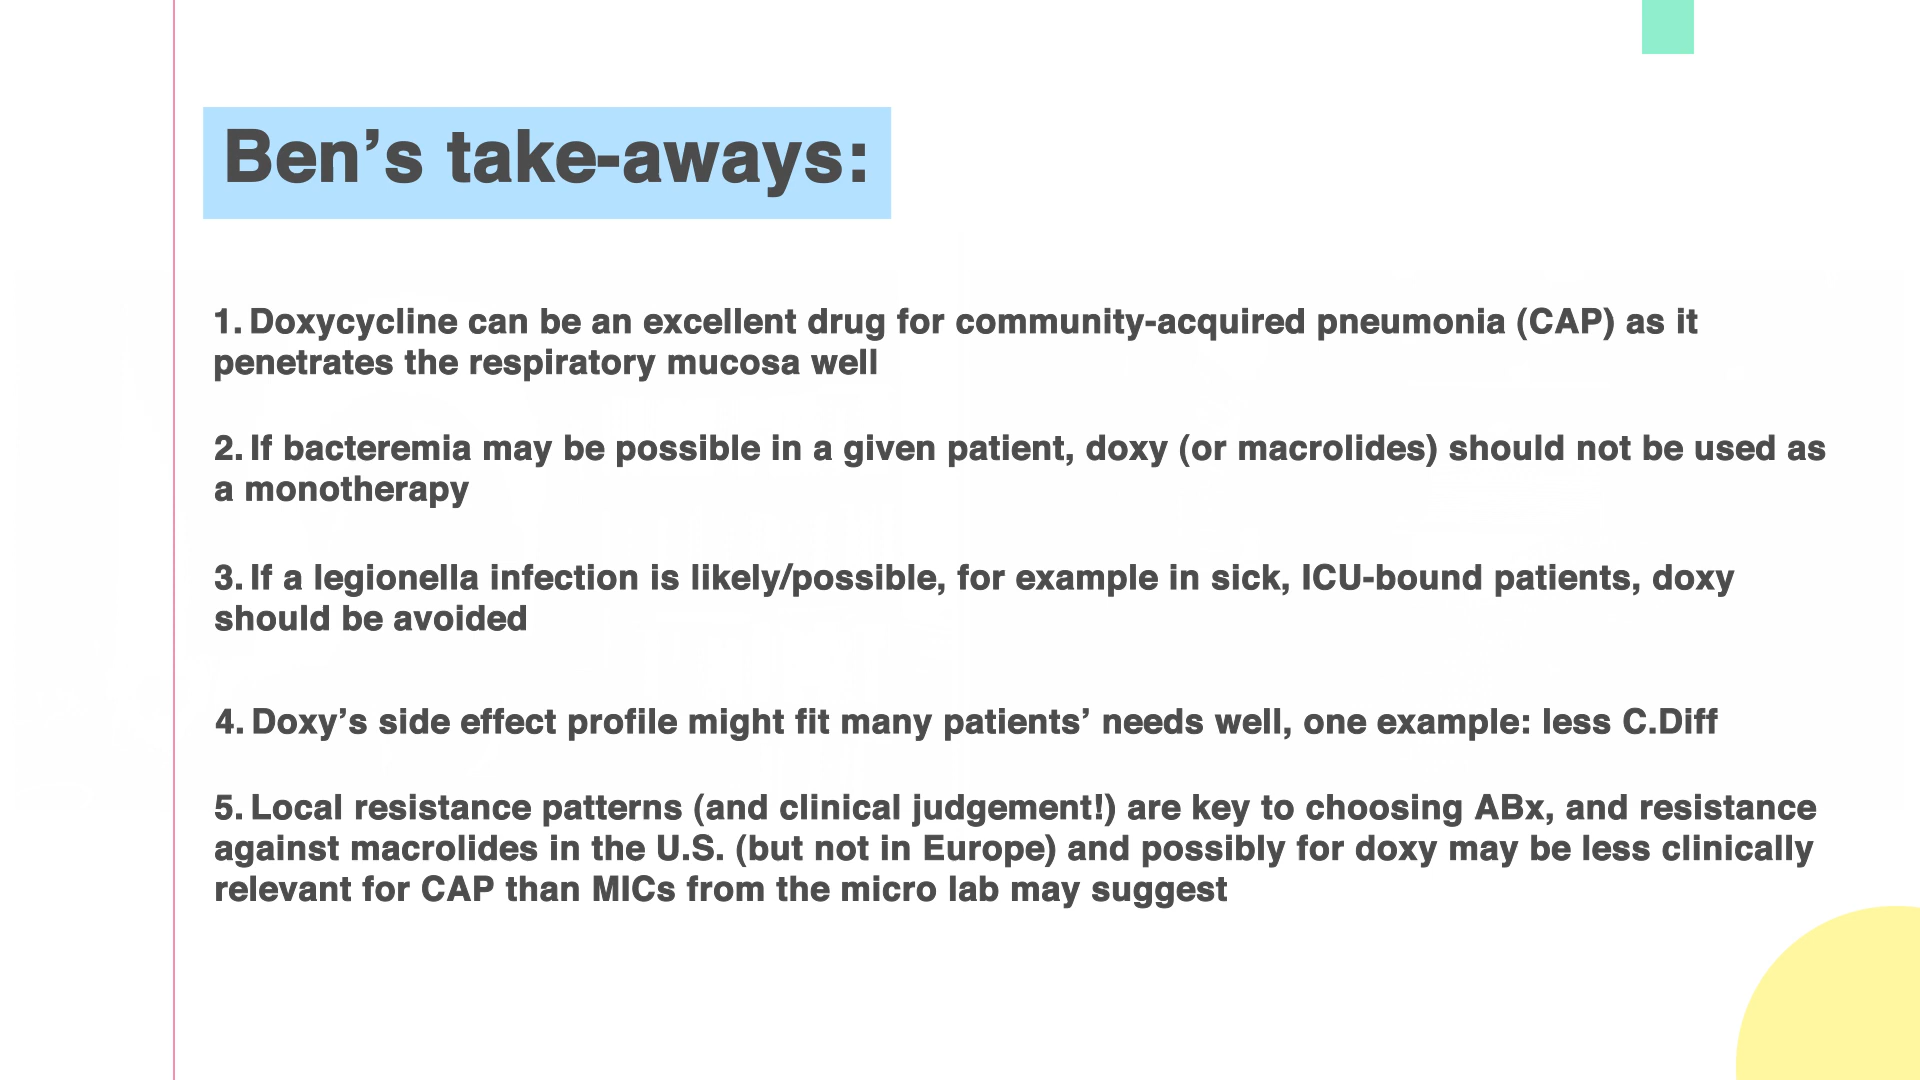 Ben’s take-aways:
1. Doxycycline can be an excellent drug for community-acquired pneumonia (CAP) as it
penetrates the respiratory mucosa well
2. If bacteremia may be possible in a given patient, doxy (or macrolides) should not be used as
a monotherapy
3. If a legionella infection is likely/possible, for example in sick, ICU-bound patients, doxy
should be avoided
4. Doxy’s side effect profile might fit many patients’ needs well, one example: less C.Diff
5. Local resistance patterns (and clinical judgement!) are key to choosing ABx, and resistance
against macrolides in the U.S. (but not in Europe) and possibly for doxy may be less clinically
relevant for CAP than MICs from the micro lab may suggest